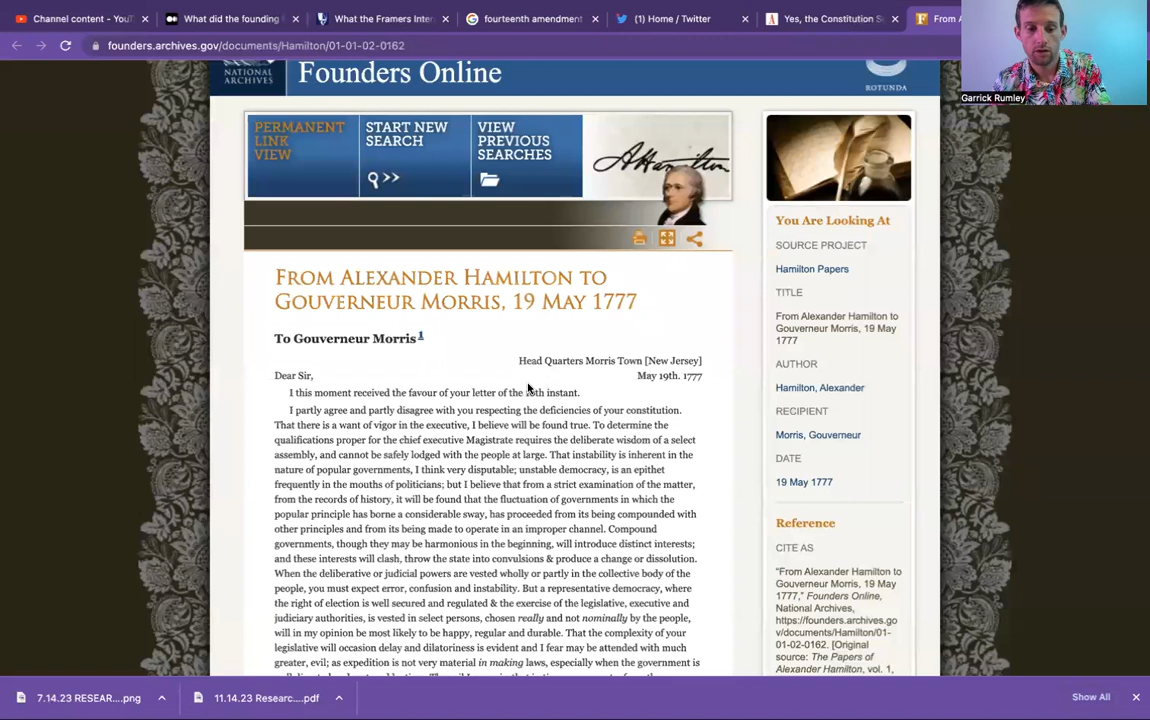 Content - YouT
What did the founding
What the Framers Inte
fourteenth amendment
(1) Home / Twitter
Yes, the Constitution Se
From A
founders.archives.gov/documents/Hamilton/01-01-02-0162
Garrick Rumley
NATIONAL
ARCHIVES
Founders Online
ROTUNDA
PERMANENT
LINK
VIEW
START NEW
SEARCH
VIEW
PREVIOUS
SEARCHES
AHamilton
FROM ALEXANDER HAMILTON TO
GOUVERNEUR MORRIS, 19 MAY 1777
To Gouverneur Morris 1
Head Quarters Morris Town [New Jersey]
Dear Sir, May 19th. 1777
I this moment received the favour of your letter of the instant.
I partly agree and partly disagree with you respecting the deficiencies of your constitution.
That there is a want of vigor in the executive, I believe will be found true. To determine the
qualifications proper for the chief executive Magistrate requires the deliberate wisdom of a select
assembly, and cannot be safely lodged with the people at large. That instability is inherent in the
nature of popular governments, I think very disputable; unstable democracy, is an epithet
frequently in the mouths of politicians; but I believe that from a strict examination of the matter,
from the records of history, it will be found that the fluctuation of governments in which the
popular principle has borne a considerable sway, has proceeded from its being compounded with
other principles and from its being made to operate in an improper channel. Compound
governments, though they may be harmonious in the beginning, will introduce distinct interests;
and these interests will clash, throw the state into convulsions & produce a change or dissolution.
When the deliberative or judicial powers are vested wholly or partly in the collective body of the
people, you must expect error, confusion and instability. But a representative democracy, where
the right of election is well secured and regulated & the exercise of the legislative, executive and
judiciary authorities, is vested in select persons, chosen really and not nominally by the people,
will in my opinion be most likely to be happy, regular and durable. That the complexity of your
legislative will occasion delay and dilatoriness is evident and I fear may be attended with much
greater, evil; as expedition is not very material in making laws, especially when the government is
You Are Looking At
SOURCE PROJECT
Hamilton Papers
TITLE
From Alexander Hamilton to
Gouverneur Morris, 19 May
1777
AUTHOR
Hamilton, Alexander
RECIPIENT
Morris, Gouverneur
DATE
19 May 1777
Reference
CITE AS
"From Alexander Hamilton to
Gouverneur Morris, 19 May
1777," Founders Online,
National Archives,
https://founders.archives.go
v/documents/Hamilton/01-
01-02-0162. [Original
source: The Papers of
Alexander Hamilton, vol. 1,
7.14.23 RESEAR....png
11.14.23 Researc....pdf
Show All